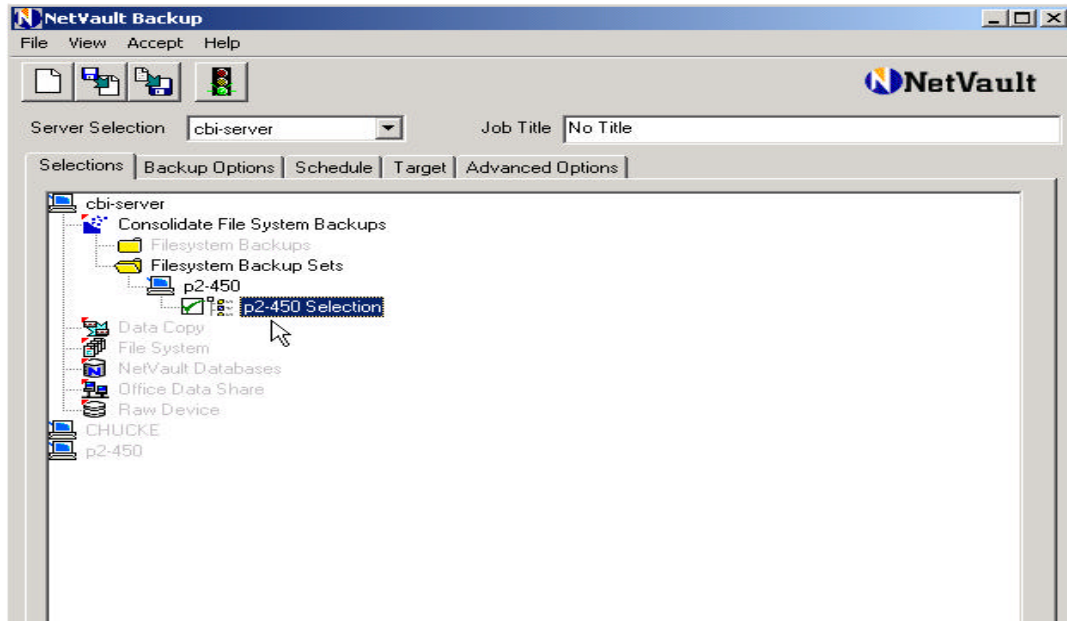 NetVault Backup
File View Accept Help
NetVault
Server Selection cbi-server Job Title No Title
Selections Backup Options Schedule Target Advanced Options
cbi-server
Consolidate File System Backups
Filesystem Backups
Filesystem Backup Sets
p2-450
p2-450 Selection
Data Copy
File System
NetVault Databases
Office Data Share
Raw Device
CHUCKE
p2-450